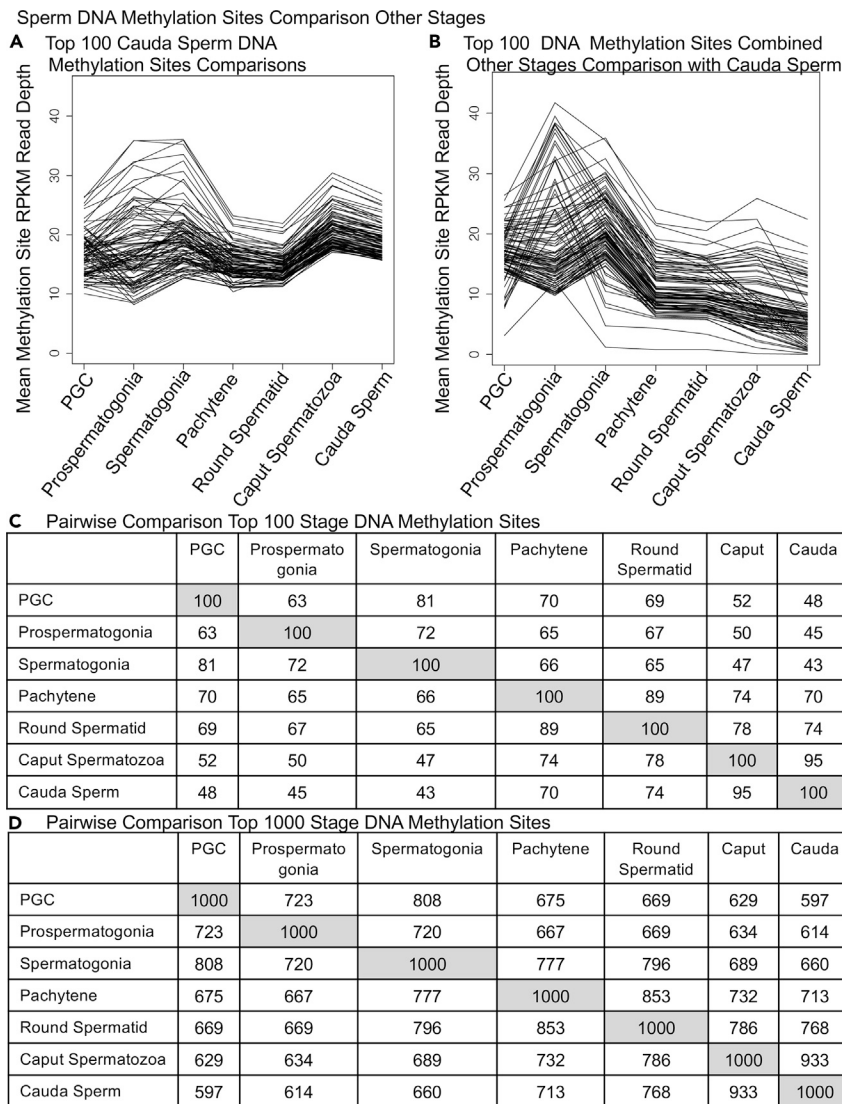 Sperm DNA Methylation Sites Comparison Other Stages
A Top 100 Cauda Sperm DNA
Methylation Sites Comparisons
Mean Methylation Site RPKM Read Depth
40
30
20
10
0
PGC
Prospermatogonia
Spermatogonia
Pachytene
Round Spermatid
Caput Spermatozoa
Cauda Sperm
B Top 100 DNA Methylation Sites Combined
Other Stages Comparison with Cauda Sperm
Mean Methylation Site RPKM Read Depth
40
30
20
10
0
PGC
Prospermatogonia
Spermatogonia
Pachytene
Round Spermatid
Caput Spermatozoa
Cauda Sperm
C Pairwise Comparison Top 100 Stage DNA Methylation Sites
PGC Prospermato Spermatogonia Pachytene Round Caput Cauda
gonia Spermatid
PGC 100 63 81 70 69 52 48
Prospermatogonia 63 100 72 65 67 50 45
Spermatogonia 81 72 100 66 65 47 43
Pachytene 70 65 66 100 89 74 70
Round Spermatid 69 67 65 89 100 78 74
Caput Spermatozoa 52 50 47 74 78 100 95
Cauda Sperm 48 45 43 70 74 95 100
D Pairwise Comparison Top 1000 Stage DNA Methylation Sites
PGC Prospermato Spermatogonia Pachytene Round Caput Cauda
gonia Spermatid
PGC 1000 723 808 675 669 629 597
Prospermatogonia 723 1000 720 667 669 634 614
Spermatogonia 808 720 1000 777 796 689 660
Pachytene 675 667 777 1000 853 732 713
Round Spermatid 669 669 796 853 1000 786 768
Caput Spermatozoa 629 634 689 732 786 1000 933
Cauda Sperm 597 614 660 713 768 933 1000